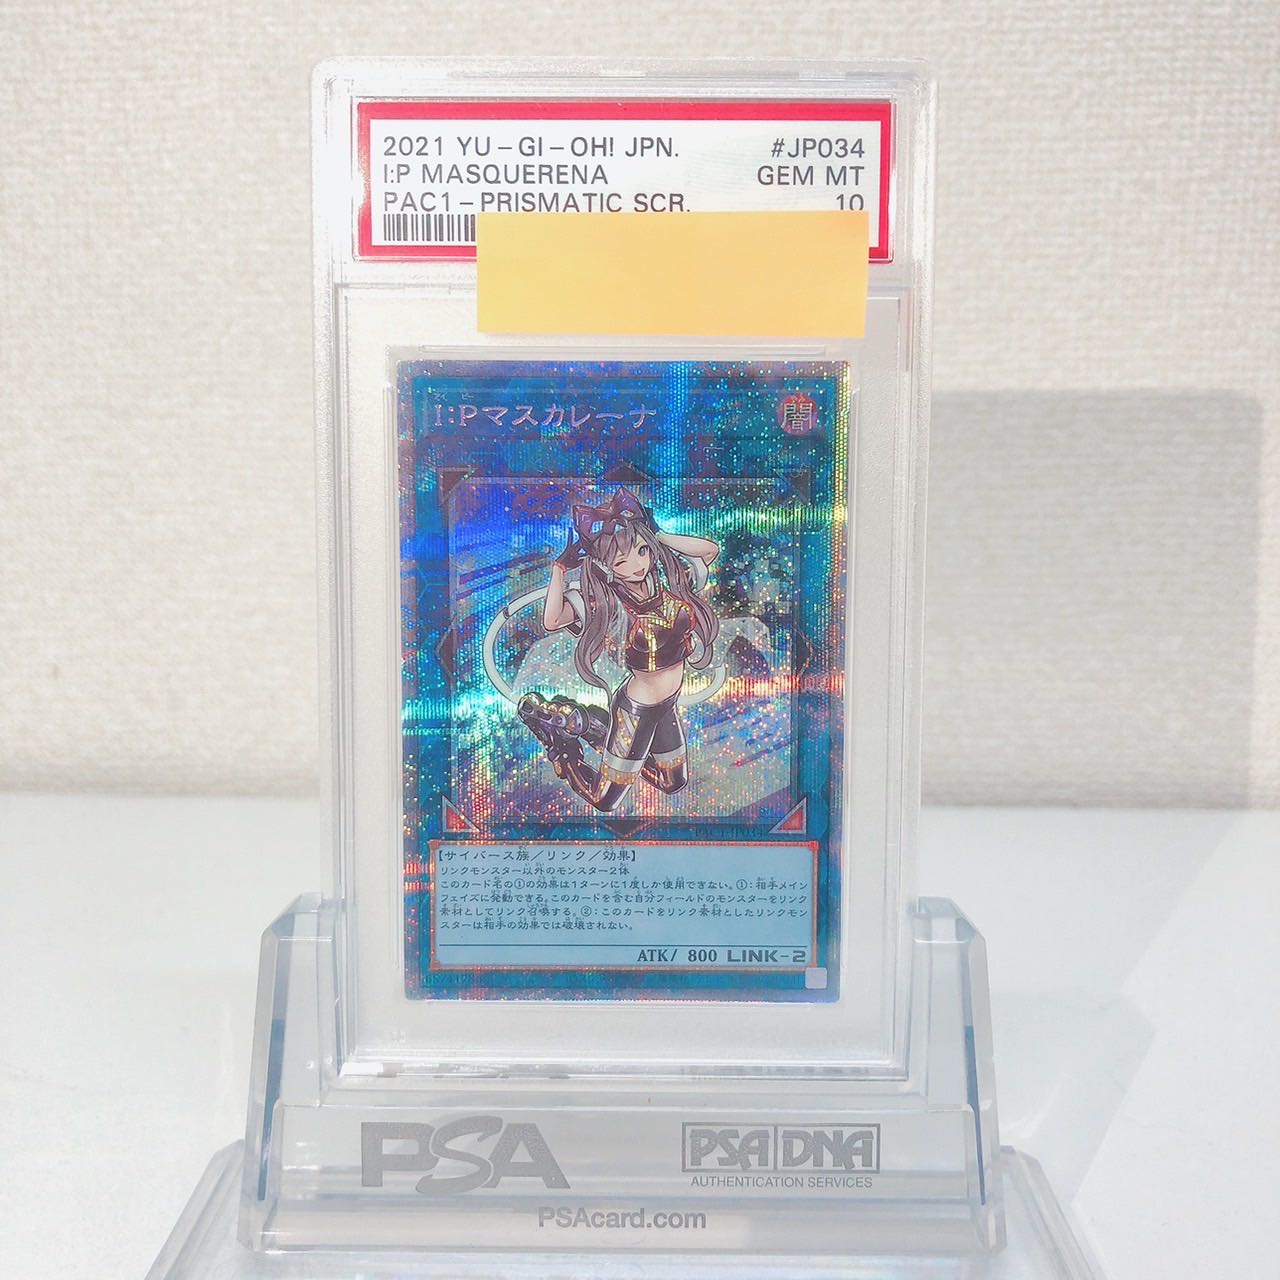 2021 YU-GI-OH! JPN. #JP034
I:P MASQUERENA GEM MT
PAC1-PRISMATIC SCR. 10
I:Pマスカレーナ 闇
PAC1-JP034
【サイバース族／リンク／効果】
リンクモンスター以外のモンスター2体
このカード名の①の効果は1ターンに1度しか使用できない。①：相手メイン
フェイズに発動できる。このカードを含む自分フィールドのモンスターをリンク
素材としてリンク召喚する。②：このカードをリンク素材としたリンクモン
スターは相手の効果では破壊されない。
ATK/ 800 LINK-2
PSA PSA DNA
AUTHENTICATION SERVICES
PSAcard.com